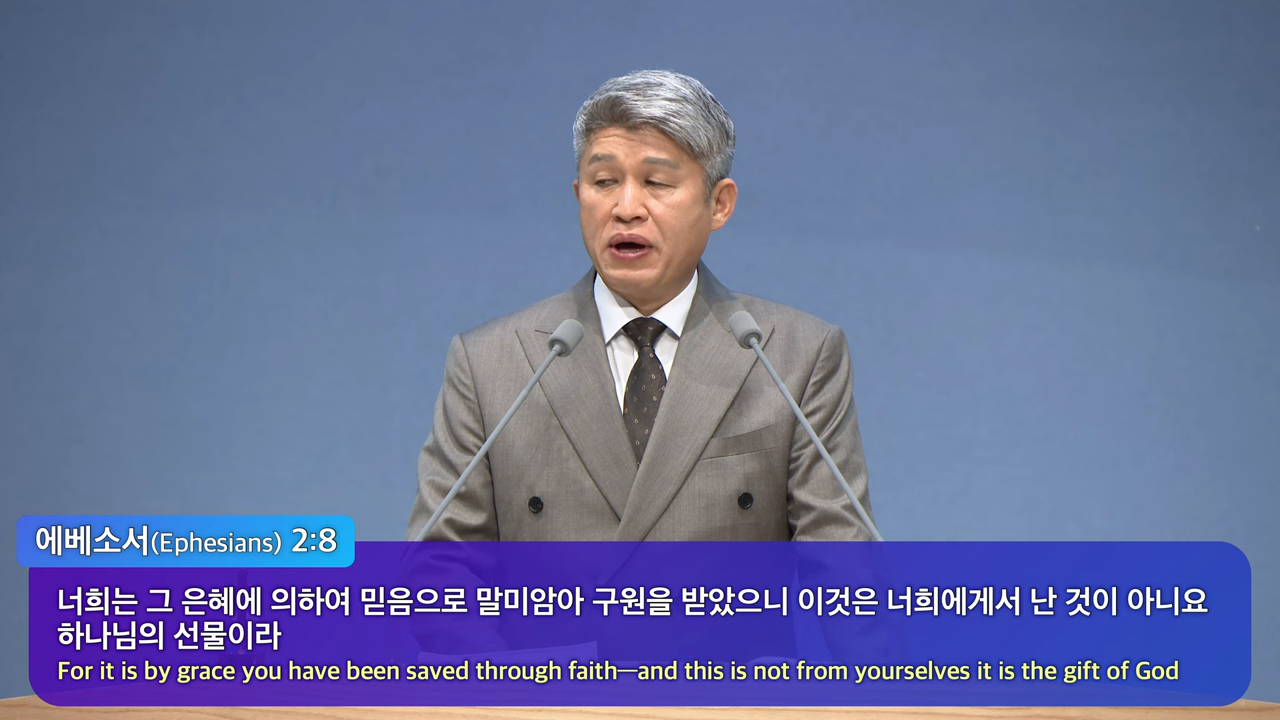 에베소서(Ephesians) 2:8
너희는 그 은혜에 의하여 믿음으로 말미암아 구원을 받았으니 이것은 너희에게서 난 것이 아니요
하나님의 선물이라
For it is by grace you have been saved through faith—and this is not from yourselves it is the gift of God